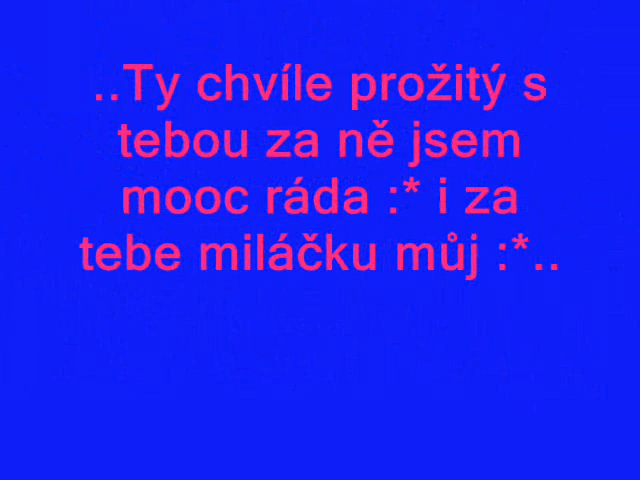 ..Ty chvíle prožitý s
tebou za ně jsem
mooc ráda :* i za
tebe miláčku můj :*..